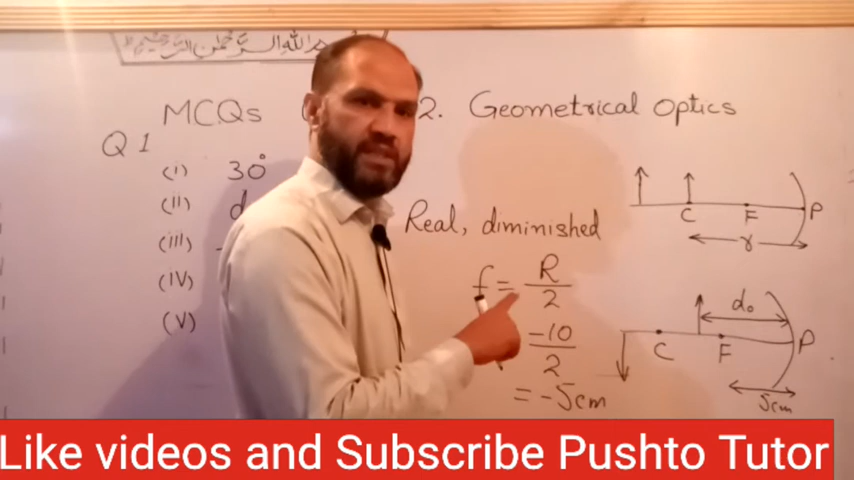 MCQs
2. Geometrical Optics
Q 1
(i) 30°
(ii) d
(iii)
(iv)
(v)
Real, diminished
f = R/2
-10/2
= -5cm
C F P
r
d₀
C F P
5cm
Like videos and Subscribe Pushto Tutor